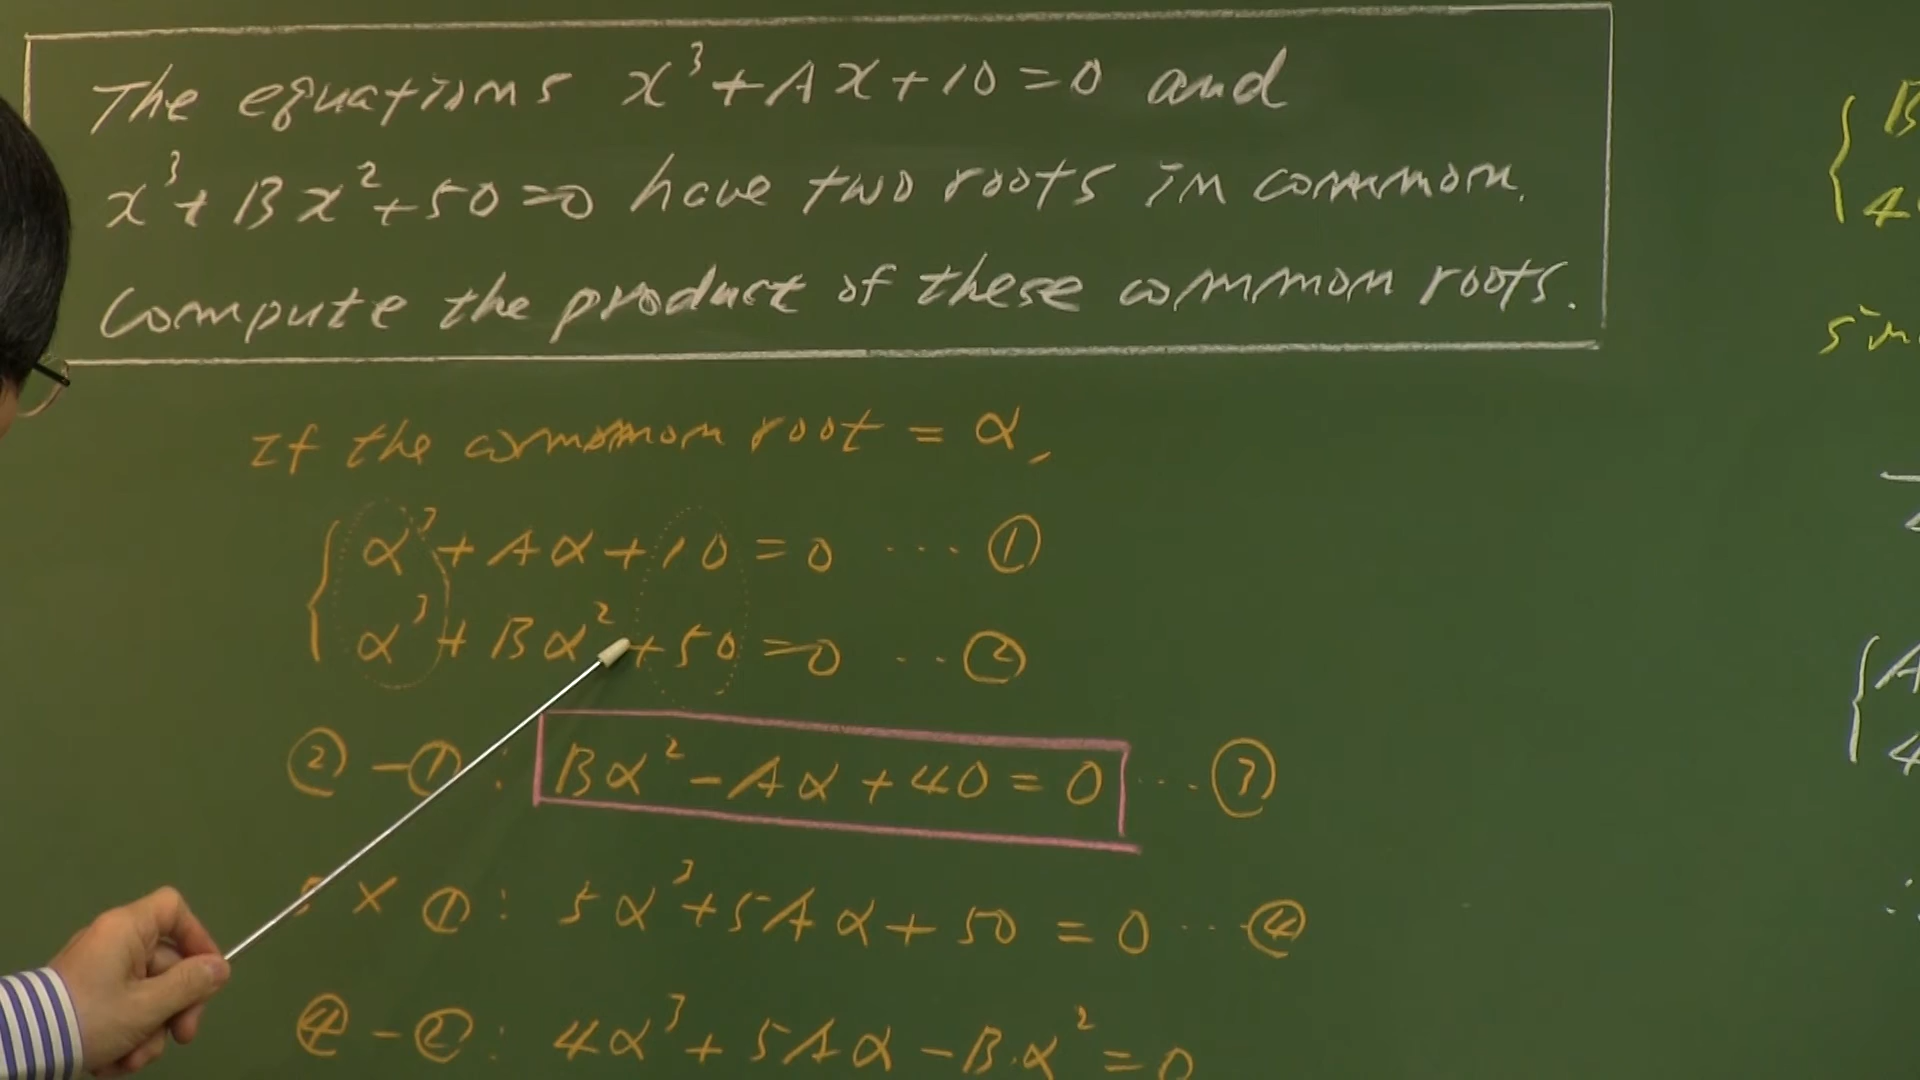 The equations x³+Ax+10=0 and
x³+Bx²+50=0 have two roots in common.
Compute the product of these common roots.
If the common root = α,
α³+Aα+10=0 ... ①
α³+Bα²+50=0 ... ②
②-①: Bα²-Aα+40=0 ... ③
5×①: 5α³+5Aα+50=0 ... ④
④-②: 4α³+5Aα-Bα²=0